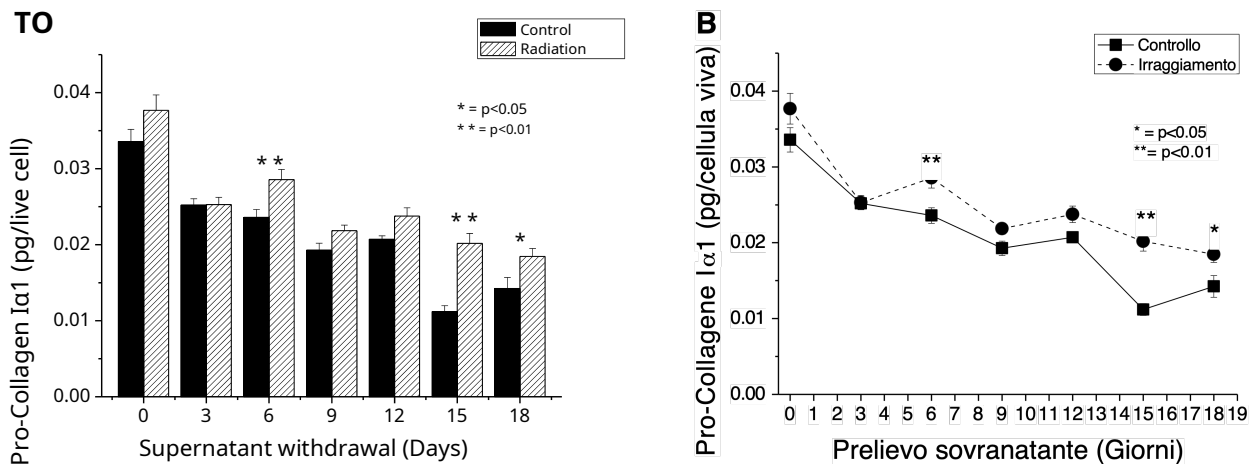 TO
Control
Radiation
* = p<0.05
* * = p<0.01
0.04
0.03
0.02
0.01
0.00
* *
* *
*
0 3 6 9 12 15 18
Pro-Collagen Iα1 (pg/live cell)
Supernatant withdrawal (Days)
B
Controllo
Irraggiamento
* = p<0.05
**= p<0.01
0.04
0.03
0.02
0.01
0.00
**
**
*
0 1 2 3 4 5 6 7 8 9 10 11 12 13 14 15 16 17 18 19
Pro-Collagene Iα1 (pg/cellula viva)
Prelievo sovranatante (Giorni)